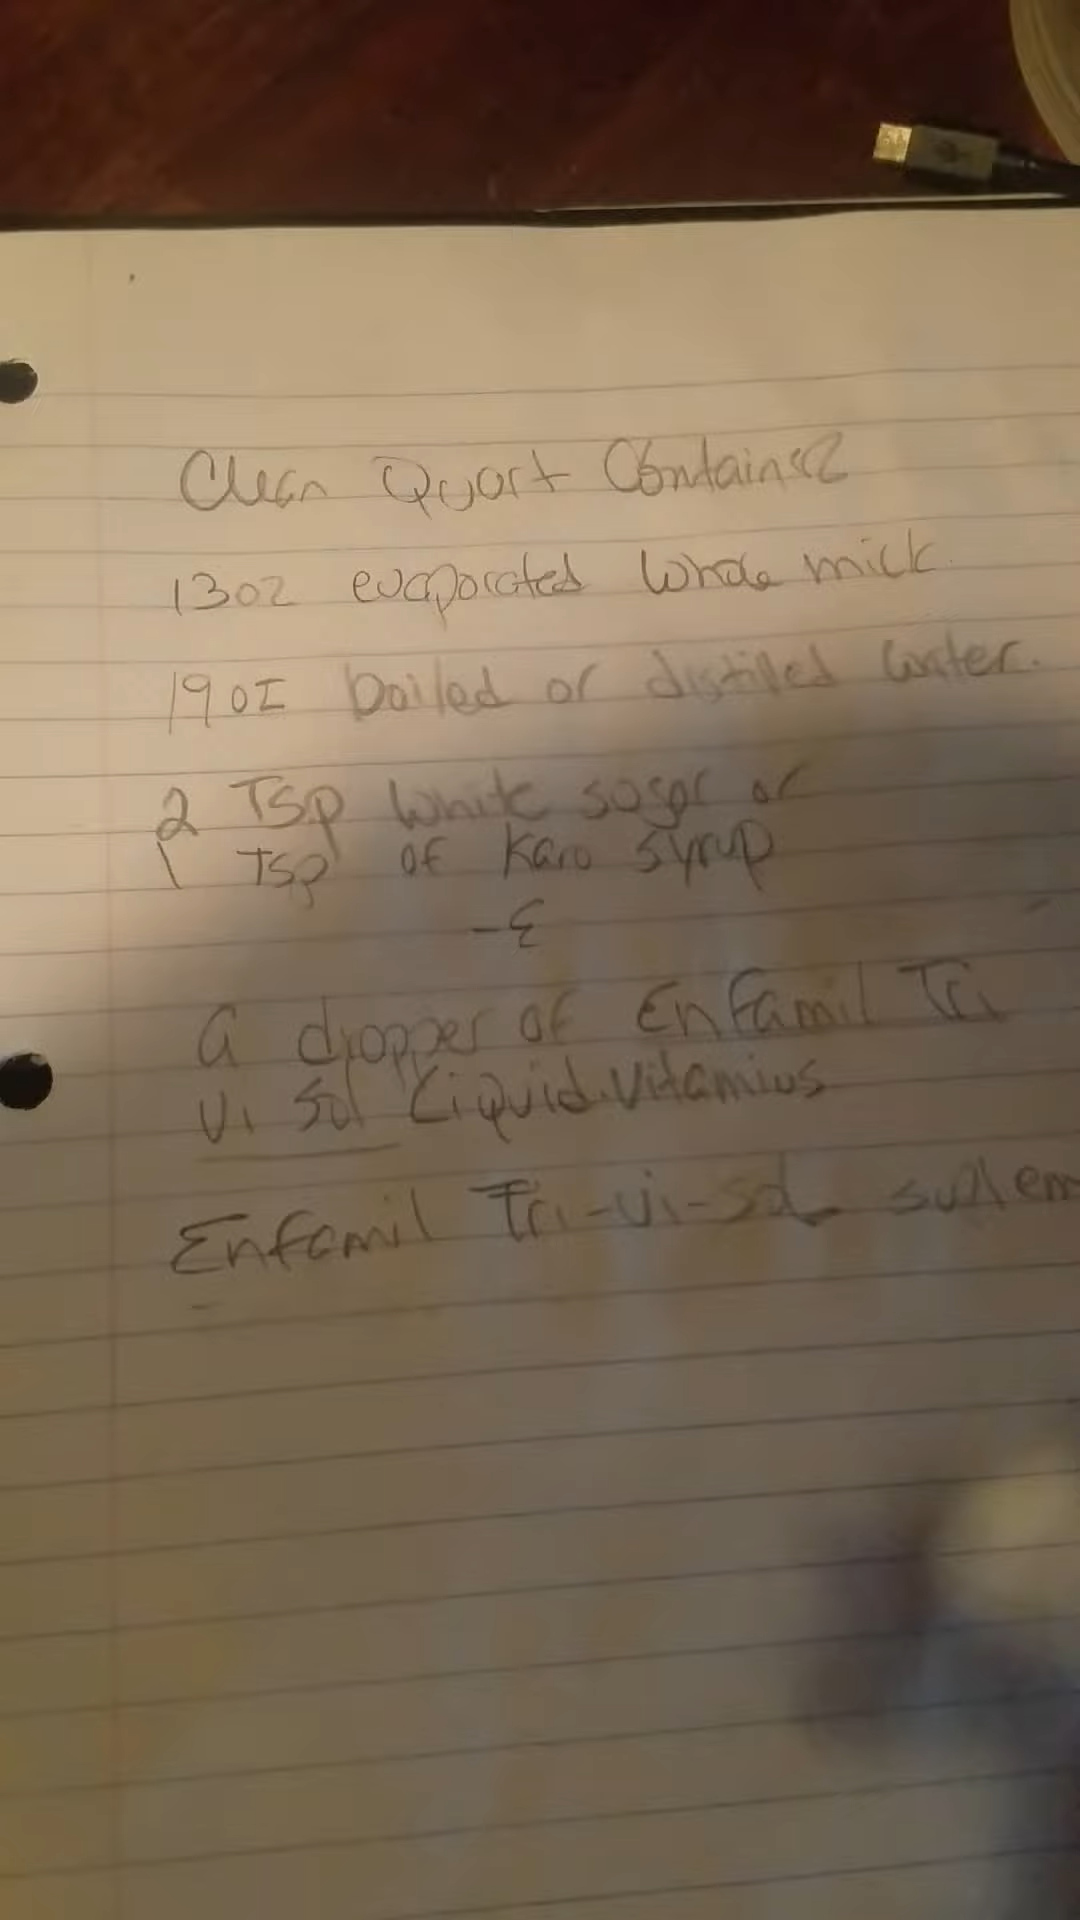 Clean Quart Container
13oz evaporated whole milk
19oz boiled or distilled water.
2 Tsp white sugar or
1 Tsp of Karo Syrup
-&
a dropper of Enfamil Tri
Vi Sol Liquid Vitamins
Enfamil Tri-Vi-Sol